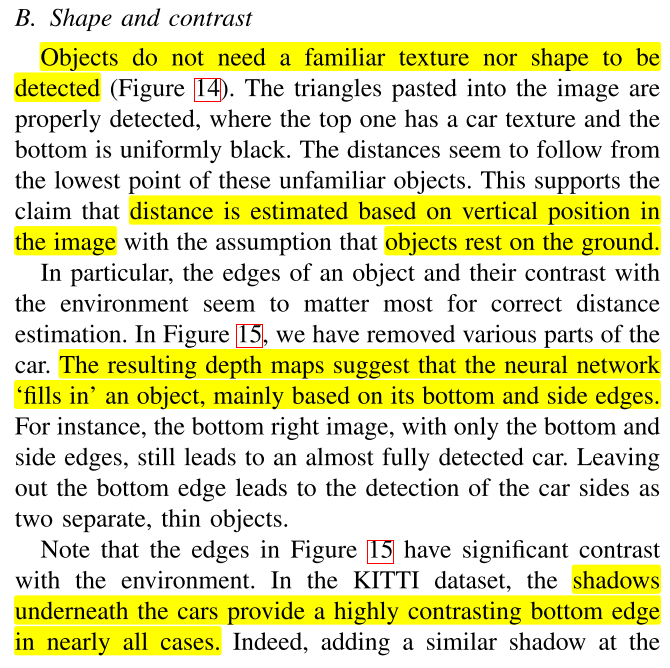 B. Shape and contrast
Objects do not need a familiar texture nor shape to be
detected (Figure 14). The triangles pasted into the image are
properly detected, where the top one has a car texture and the
bottom is uniformly black. The distances seem to follow from
the lowest point of these unfamiliar objects. This supports the
claim that distance is estimated based on vertical position in
the image with the assumption that objects rest on the ground.
In particular, the edges of an object and their contrast with
the environment seem to matter most for correct distance
estimation. In Figure 15, we have removed various parts of the
car. The resulting depth maps suggest that the neural network
‘fills in’ an object, mainly based on its bottom and side edges.
For instance, the bottom right image, with only the bottom and
side edges, still leads to an almost fully detected car. Leaving
out the bottom edge leads to the detection of the car sides as
two separate, thin objects.
Note that the edges in Figure 15 have significant contrast
with the environment. In the KITTI dataset, the shadows
underneath the cars provide a highly contrasting bottom edge
in nearly all cases. Indeed, adding a similar shadow at the